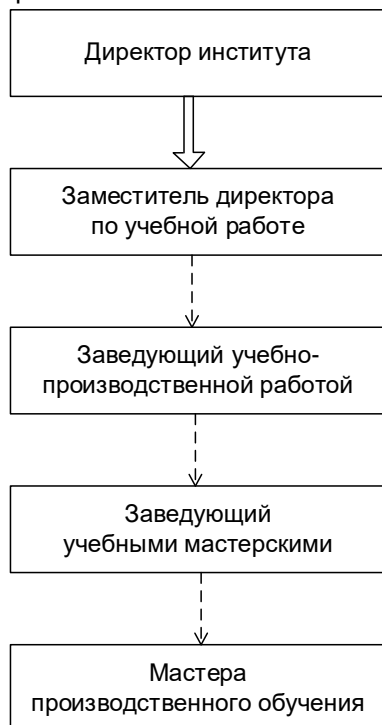 Директор института
Заместитель директора
по учебной работе
Заведующий учебно-
производственной работой
Заведующий
учебными мастерскими
Мастера
производственного обучения